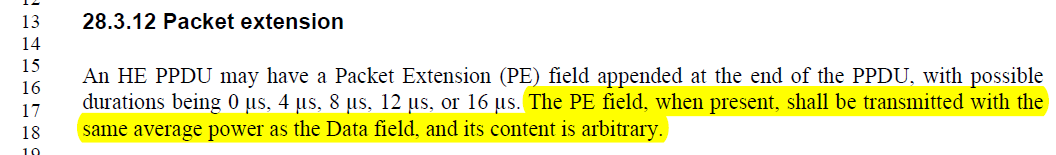 13 28.3.12 Packet extension
14
15
16 An HE PPDU may have a Packet Extension (PE) field appended at the end of the PPDU, with possible
17 durations being 0 µs, 4 µs, 8 µs, 12 µs, or 16 µs. The PE field, when present, shall be transmitted with the
18 same average power as the Data field, and its content is arbitrary.